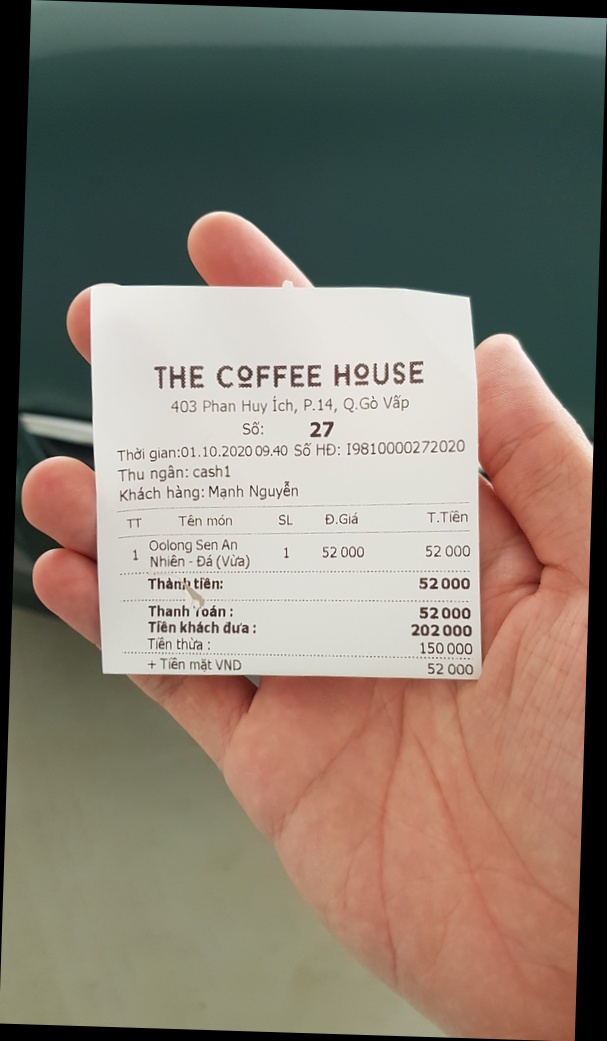 THE COFFEE HOUSE
403 Phan Huy Ích, P.14, Q.Gò Vấp
Số: 27
Thời gian:01.10.2020 09.40 Số HĐ: I9810000272020
Thu ngân: cash1
Khách hàng: Mạnh Nguyễn
TT Tên món SL Đ.Giá T.Tiền
1 Oolong Sen An Nhiên - Đá (Vừa) 1 52 000 52 000
Thành tiền: 52 000
Thanh Toán : 52 000
Tiền khách đưa : 202 000
Tiền thừa : 150 000
+ Tiền mặt VND 52 000